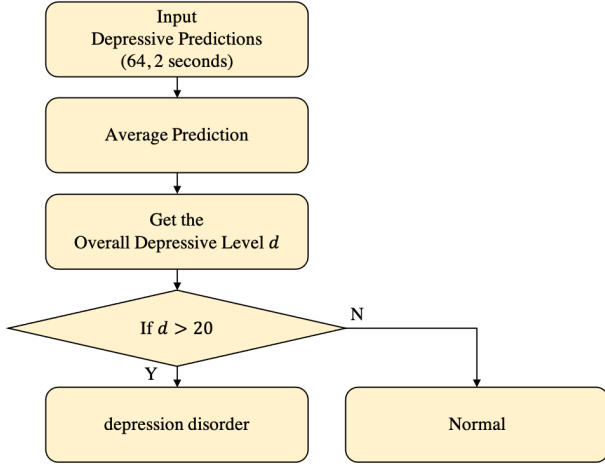 Input
Depressive Predictions
(64, 2 seconds)
Average Prediction
Get the
Overall Depressive Level d
If d > 20
N
Y
depression disorder
Normal